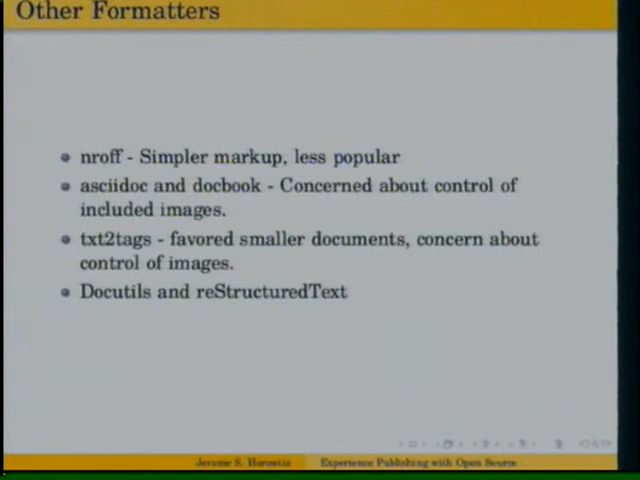 Other Formatters
nroff - Simpler markup, less popular
asciidoc and docbook - Concerned about control of
included images.
txt2tags - favored smaller documents, concern about
control of images.
Docutils and reStructuredText
Jerome S. Horowitz Experience Publishing with Open Source